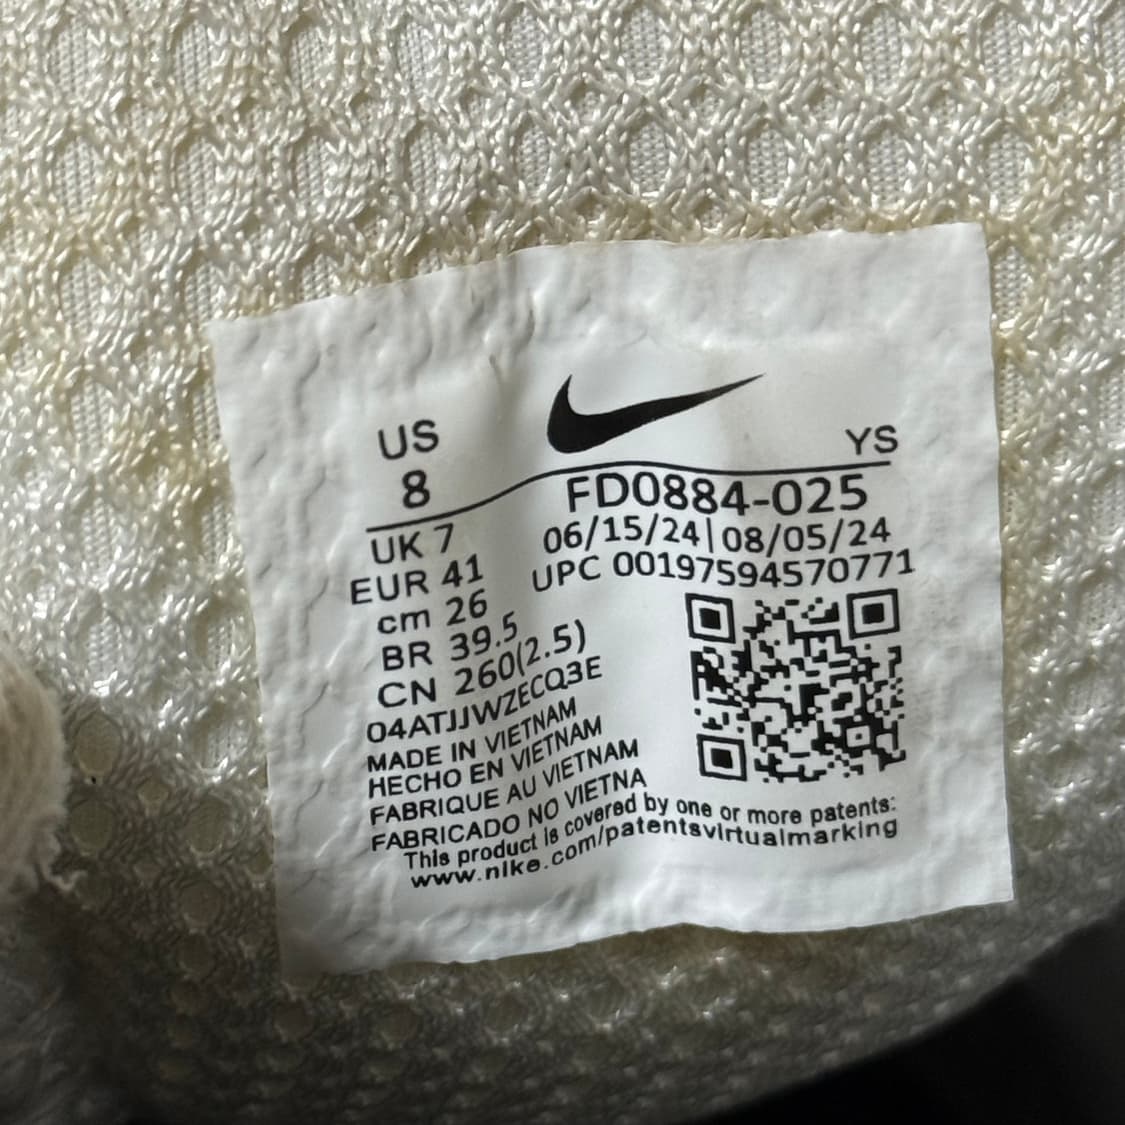 US
8
YS
FD0884-025
06/15/24|08/05/24
UPC 00197594570771
UK 7
EUR 41
cm 26
BR 39.5
CN 260(2.5)
04ATJJWZECQ3E
MADE IN VIETNAM
HECHO EN VIETNAM
FABRIQUE AU VIETNAM
FABRICADO NO VIETNA
This product is covered by one or more patents:
www.nike.com/patentsvirtualmarking